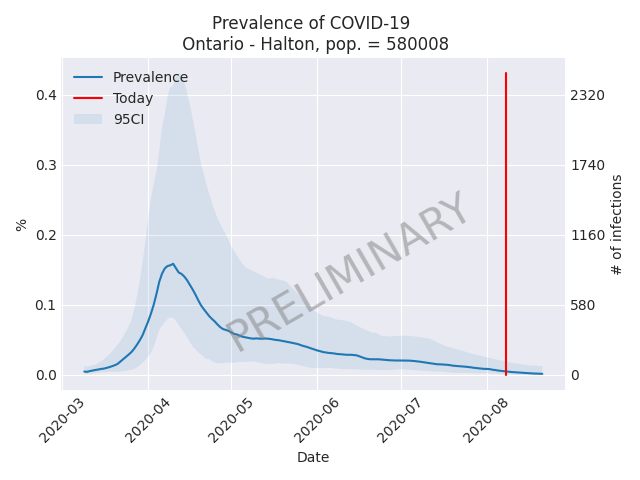 Prevalence of COVID-19
Ontario - Halton, pop. = 580008
Prevalence
Today
95CI
0.4
0.3
0.2
0.1
0.0
%
2320
1740
1160
580
0
# of infections
PRELIMINARY
2020-03
2020-04
2020-05
2020-06
2020-07
2020-08
Date